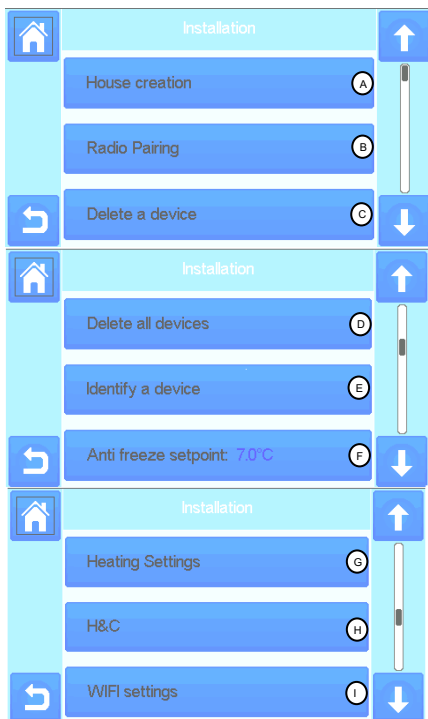 Installation
House creation A
Radio Pairing B
Delete a device C
Installation
Delete all devices D
Identify a device E
Anti freeze setpoint: 7.0°C F
Installation
Heating Settings G
H&C H
WIFI settings I